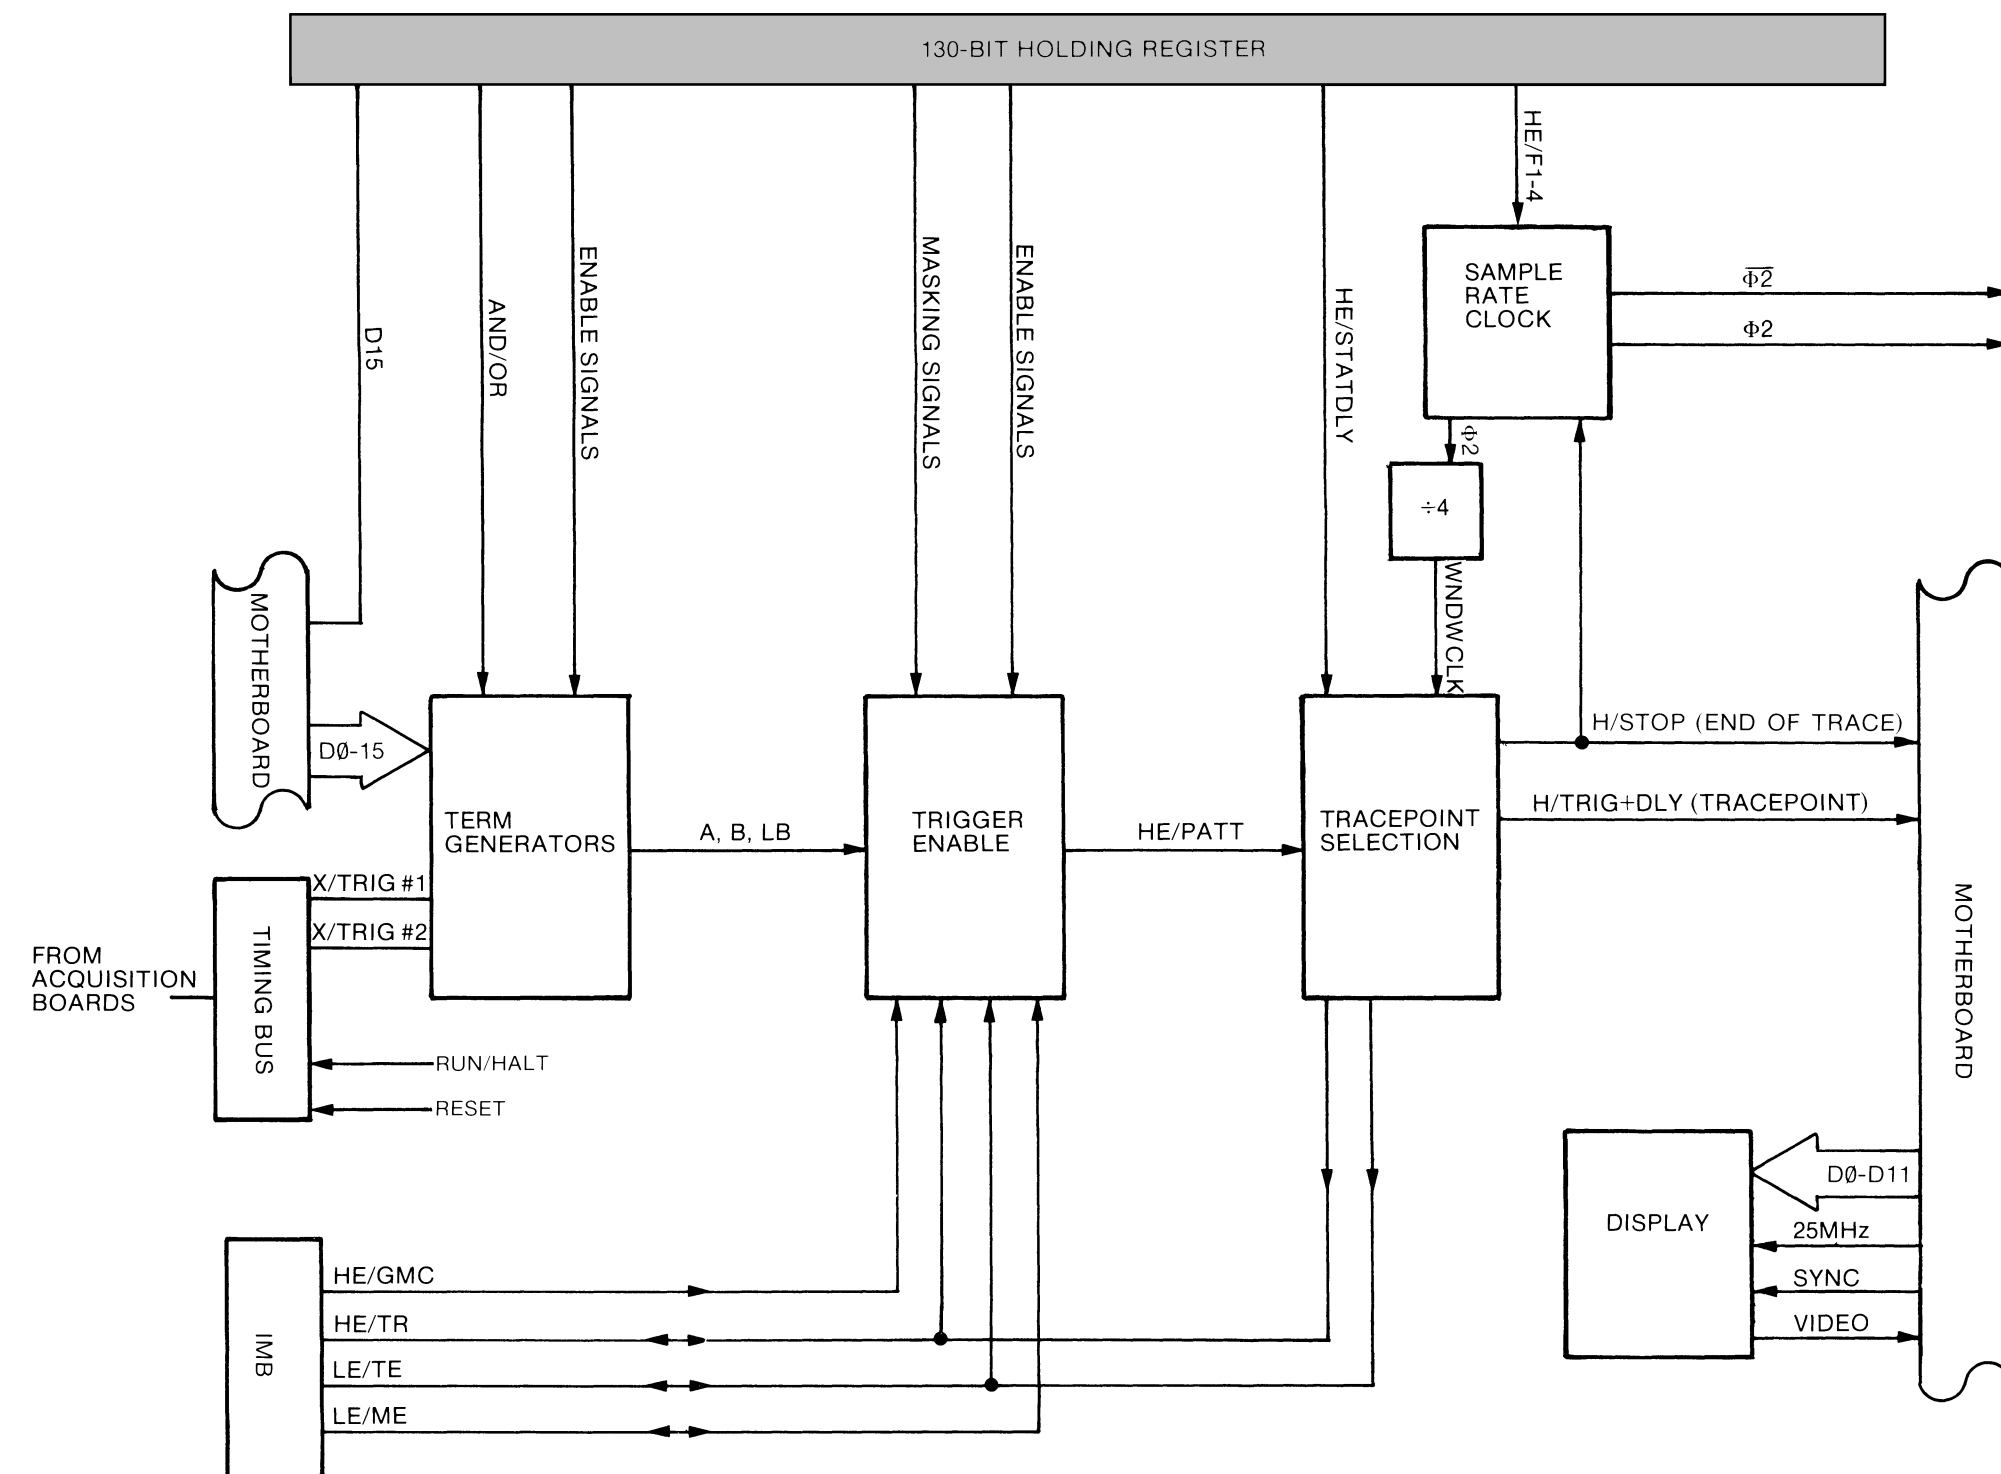 130-BIT HOLDING REGISTER
D15
AND/OR
ENABLE SIGNALS
MASKING SIGNALS
ENABLE SIGNALS
HE/STATDLY
HE/F1-4
SAMPLE
RATE
CLOCK
Φ̅2̅
Φ2
Φ2
÷4
WNDWCLK
MOTHERBOARD
DØ-15
TERM
GENERATORS
A, B, LB
TRIGGER
ENABLE
HE/PATT
TRACEPOINT
SELECTION
H/STOP (END OF TRACE)
H/TRIG+DLY (TRACEPOINT)
MOTHERBOARD
X/TRIG #1
X/TRIG #2
FROM
ACQUISITION
BOARDS
TIMING BUS
RUN/HALT
RESET
DISPLAY
DØ-D11
25MHz
SYNC
VIDEO
IMB
HE/GMC
HE/TR
LE/TE
LE/ME